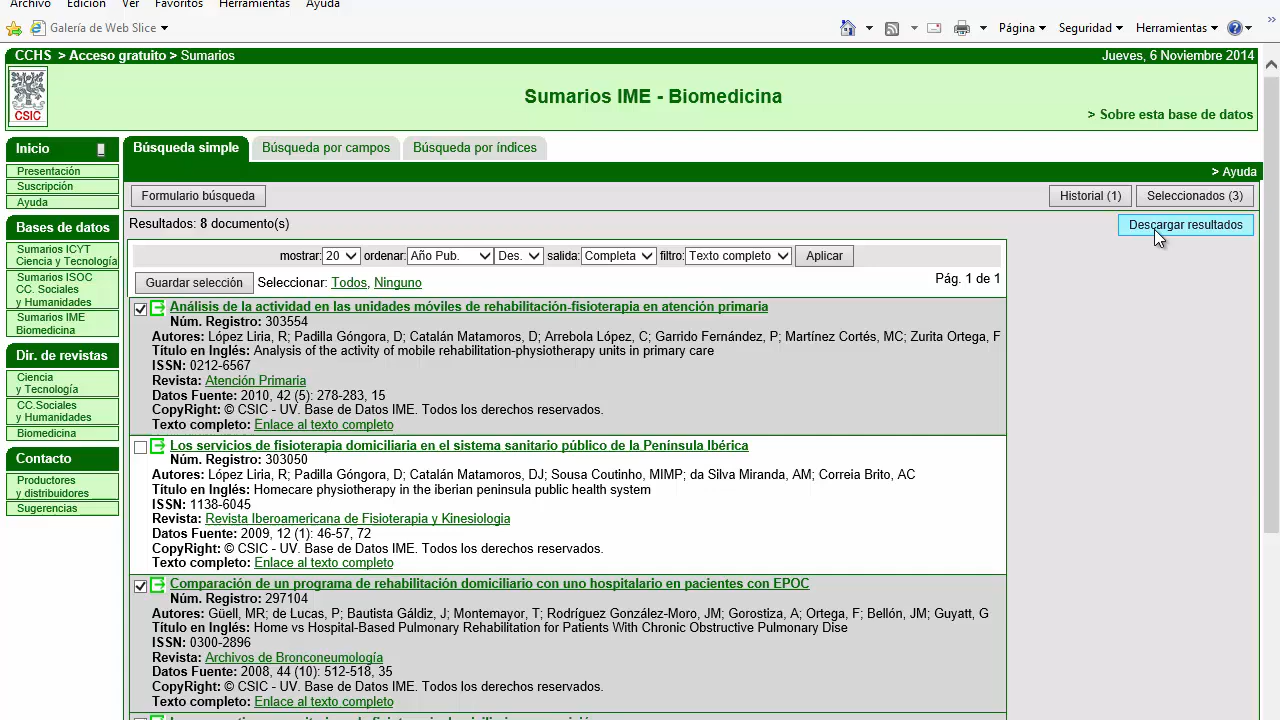 Archivo Edición Ver Favoritos Herramientas Ayuda
Galería de Web Slice Página Seguridad Herramientas
CCHS > Acceso gratuito > Sumarios Jueves, 6 Noviembre 2014
CSIC
Sumarios IME - Biomedicina
> Sobre esta base de datos
Inicio
Presentación
Suscripción
Ayuda
Bases de datos
Sumarios ICYT
Ciencia y Tecnología
Sumarios ISOC
CC. Sociales
y Humanidades
Sumarios IME
Biomedicina
Dir. de revistas
Ciencia
y Tecnología
CC.Sociales
y Humanidades
Biomedicina
Contacto
Productores
y distribuidores
Sugerencias
Búsqueda simple Búsqueda por campos Búsqueda por índices
> Ayuda
Formulario búsqueda Historial (1) Seleccionados (3)
Resultados: 8 documento(s) Descargar resultados
mostrar: 20 ordenar: Año Pub. Des. salida: Completa filtro: Texto completo Aplicar
Guardar selección Seleccionar: Todos, Ninguno Pág. 1 de 1
Análisis de la actividad en las unidades móviles de rehabilitación-fisioterapia en atención primaria
Núm. Registro: 303554
Autores: López Liria, R; Padilla Góngora, D; Catalán Matamoros, D; Arrebola López, C; Garrido Fernández, P; Martínez Cortés, MC; Zurita Ortega, F
Título en Inglés: Analysis of the activity of mobile rehabilitation-physiotherapy units in primary care
ISSN: 0212-6567
Revista: Atención Primaria
Datos Fuente: 2010, 42 (5): 278-283, 15
CopyRight: © CSIC - UV. Base de Datos IME. Todos los derechos reservados.
Texto completo: Enlace al texto completo
Los servicios de fisioterapia domiciliaria en el sistema sanitario público de la Península Ibérica
Núm. Registro: 303050
Autores: López Liria, R; Padilla Góngora, D; Catalán Matamoros, DJ; Sousa Coutinho, MIMP; da Silva Miranda, AM; Correia Brito, AC
Título en Inglés: Homecare physiotherapy in the iberian peninsula public health system
ISSN: 1138-6045
Revista: Revista Iberoamericana de Fisioterapia y Kinesiologia
Datos Fuente: 2009, 12 (1): 46-57, 72
CopyRight: © CSIC - UV. Base de Datos IME. Todos los derechos reservados.
Texto completo: Enlace al texto completo
Comparación de un programa de rehabilitación domiciliario con uno hospitalario en pacientes con EPOC
Núm. Registro: 297104
Autores: Güell, MR; de Lucas, P; Bautista Gáldiz, J; Montemayor, T; Rodríguez González-Moro, JM; Gorostiza, A; Ortega, F; Bellón, JM; Guyatt, G
Título en Inglés: Home vs Hospital-Based Pulmonary Rehabilitation for Patients With Chronic Obstructive Pulmonary Dise
ISSN: 0300-2896
Revista: Archivos de Bronconeumología
Datos Fuente: 2008, 44 (10): 512-518, 35
CopyRight: © CSIC - UV. Base de Datos IME. Todos los derechos reservados.
Texto completo: Enlace al texto completo